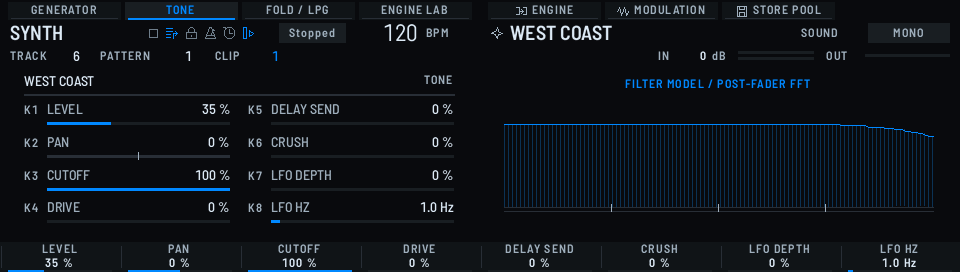 GENERATOR TONE FOLD / LPG ENGINE LAB ENGINE MODULATION STORE POOL
SYNTH Stopped 120 BPM WEST COAST SOUND MONO
TRACK 6 PATTERN 1 CLIP 1 IN 0 dB OUT
WEST COAST TONE
FILTER MODEL / POST-FADER FFT
K1 LEVEL 35 % K5 DELAY SEND 0 %
K2 PAN 0 % K6 CRUSH 0 %
K3 CUTOFF 100 % K7 LFO DEPTH 0 %
K4 DRIVE 0 % K8 LFO HZ 1.0 Hz
LEVEL PAN CUTOFF DRIVE DELAY SEND CRUSH LFO DEPTH LFO HZ
35 % 0 % 100 % 0 % 0 % 0 % 0 % 1.0 Hz